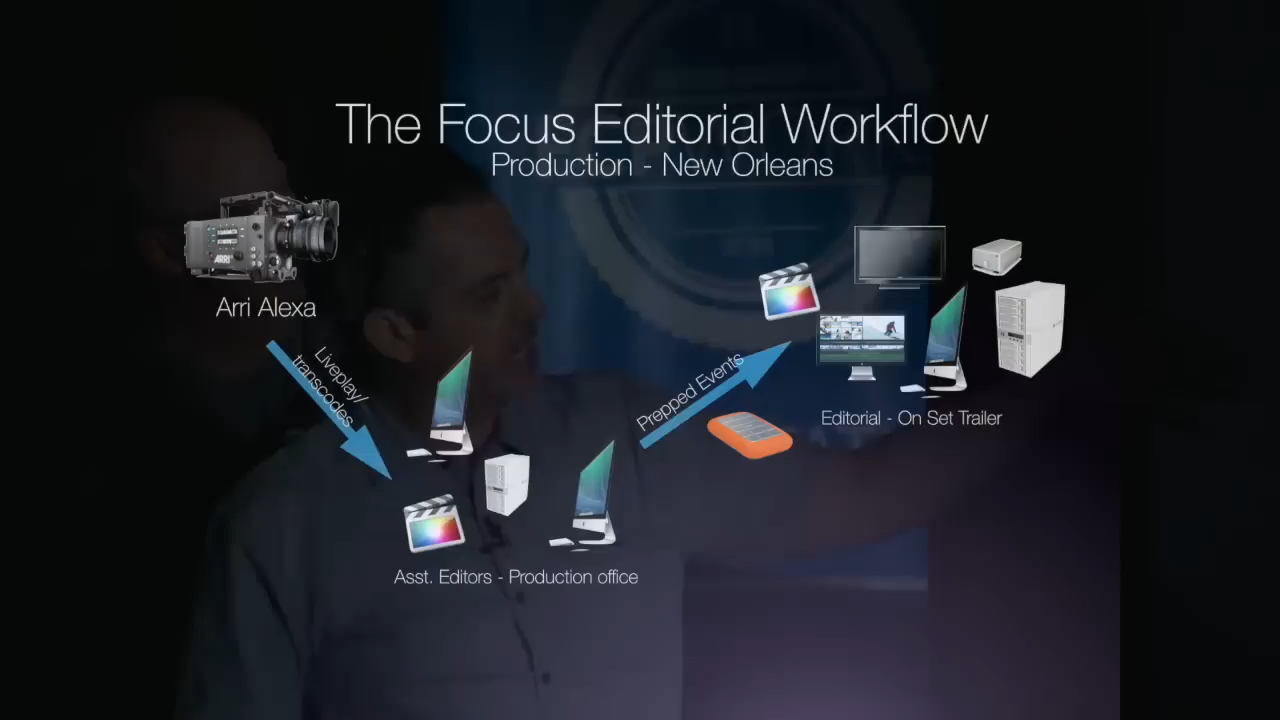 The Focus Editorial Workflow
Production - New Orleans
ARRI
Arri Alexa
Liveplay/
transcodes
Prepped Events
Editorial - On Set Trailer
Asst. Editors - Production office